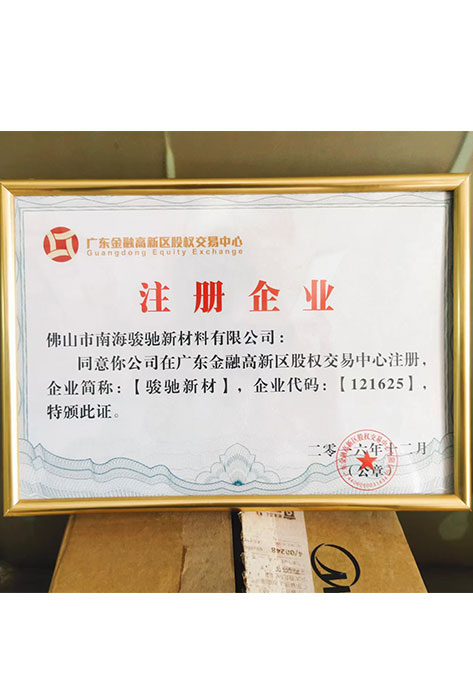 广东金融高新区股权交易中心
Guangdong Equity Exchange
注册企业
佛山市南海骏驰新材料有限公司：
同意你公司在广东金融高新区股权交易中心注册，
企业简称：【骏驰新材】，企业代码：【121625】，
特颁此证。
二〇一六年十二月
（公章）
4/00248